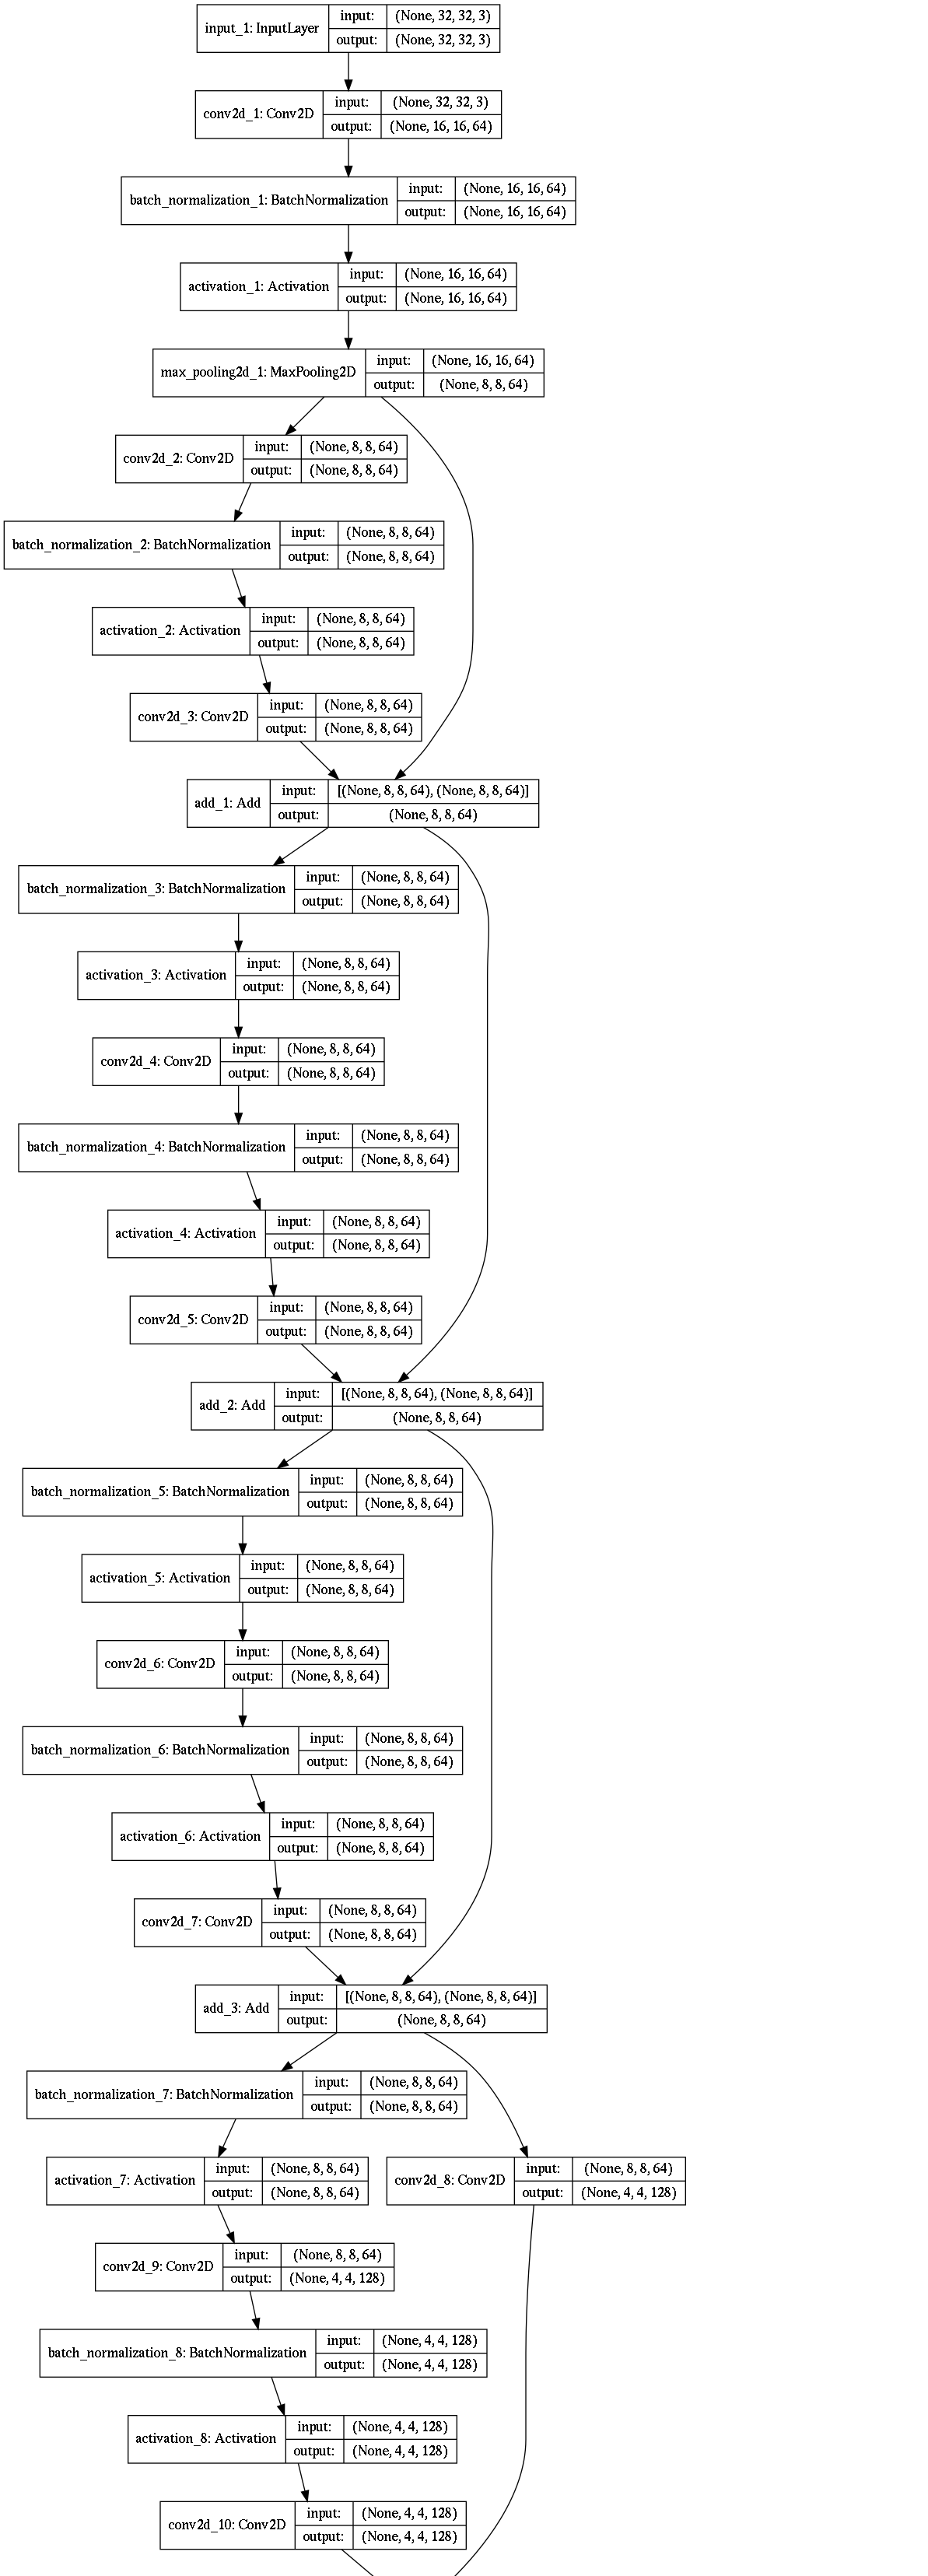 input_1: InputLayer
input: (None, 32, 32, 3)
output: (None, 32, 32, 3)
conv2d_1: Conv2D
input: (None, 32, 32, 3)
output: (None, 16, 16, 64)
batch_normalization_1: BatchNormalization
input: (None, 16, 16, 64)
output: (None, 16, 16, 64)
activation_1: Activation
input: (None, 16, 16, 64)
output: (None, 16, 16, 64)
max_pooling2d_1: MaxPooling2D
input: (None, 16, 16, 64)
output: (None, 8, 8, 64)
conv2d_2: Conv2D
input: (None, 8, 8, 64)
output: (None, 8, 8, 64)
batch_normalization_2: BatchNormalization
input: (None, 8, 8, 64)
output: (None, 8, 8, 64)
activation_2: Activation
input: (None, 8, 8, 64)
output: (None, 8, 8, 64)
conv2d_3: Conv2D
input: (None, 8, 8, 64)
output: (None, 8, 8, 64)
add_1: Add
input: [(None, 8, 8, 64), (None, 8, 8, 64)]
output: (None, 8, 8, 64)
batch_normalization_3: BatchNormalization
input: (None, 8, 8, 64)
output: (None, 8, 8, 64)
activation_3: Activation
input: (None, 8, 8, 64)
output: (None, 8, 8, 64)
conv2d_4: Conv2D
input: (None, 8, 8, 64)
output: (None, 8, 8, 64)
batch_normalization_4: BatchNormalization
input: (None, 8, 8, 64)
output: (None, 8, 8, 64)
activation_4: Activation
input: (None, 8, 8, 64)
output: (None, 8, 8, 64)
conv2d_5: Conv2D
input: (None, 8, 8, 64)
output: (None, 8, 8, 64)
add_2: Add
input: [(None, 8, 8, 64), (None, 8, 8, 64)]
output: (None, 8, 8, 64)
batch_normalization_5: BatchNormalization
input: (None, 8, 8, 64)
output: (None, 8, 8, 64)
activation_5: Activation
input: (None, 8, 8, 64)
output: (None, 8, 8, 64)
conv2d_6: Conv2D
input: (None, 8, 8, 64)
output: (None, 8, 8, 64)
batch_normalization_6: BatchNormalization
input: (None, 8, 8, 64)
output: (None, 8, 8, 64)
activation_6: Activation
input: (None, 8, 8, 64)
output: (None, 8, 8, 64)
conv2d_7: Conv2D
input: (None, 8, 8, 64)
output: (None, 8, 8, 64)
add_3: Add
input: [(None, 8, 8, 64), (None, 8, 8, 64)]
output: (None, 8, 8, 64)
batch_normalization_7: BatchNormalization
input: (None, 8, 8, 64)
output: (None, 8, 8, 64)
activation_7: Activation
input: (None, 8, 8, 64)
output: (None, 8, 8, 64)
conv2d_8: Conv2D
input: (None, 8, 8, 64)
output: (None, 4, 4, 128)
conv2d_9: Conv2D
input: (None, 8, 8, 64)
output: (None, 4, 4, 128)
batch_normalization_8: BatchNormalization
input: (None, 4, 4, 128)
output: (None, 4, 4, 128)
activation_8: Activation
input: (None, 4, 4, 128)
output: (None, 4, 4, 128)
conv2d_10: Conv2D
input: (None, 4, 4, 128)
output: (None, 4, 4, 128)